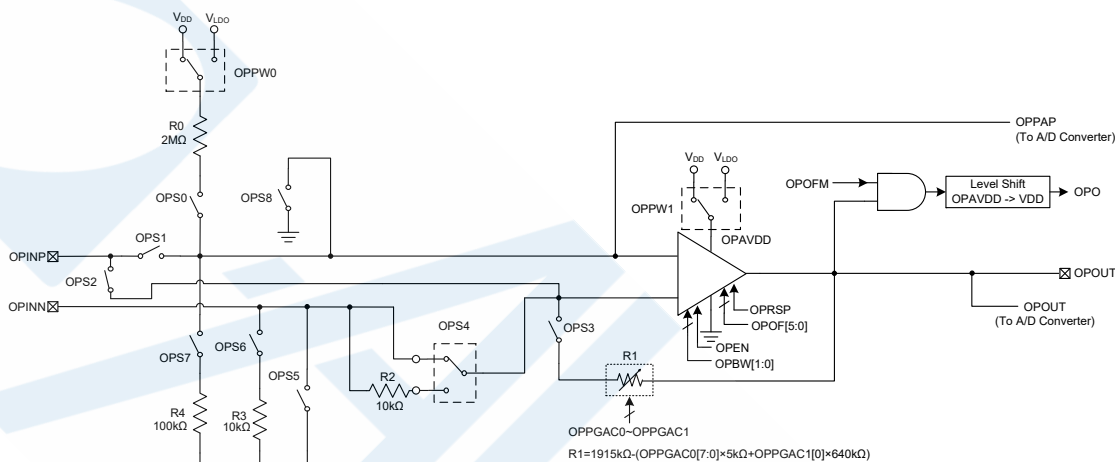 VDD VLDO
OPPW0
R0
2MΩ
OPPAP
(To A/D Converter)
VDD VLDO
OPOFM
Level Shift
OPAVDD -> VDD
OPO
OPS0
OPS8
OPPW1
OPAVDD
OPINP
OPS1
OPS2
OPOUT
OPINN
OPS4
OPS3
OPRSP
OPOF[5:0]
OPEN
OPBW[1:0]
OPOUT
(To A/D Converter)
OPS7
OPS6
OPS5
R2
10kΩ
R1
R4
100kΩ
R3
10kΩ
OPPGAC0~OPPGAC1
R1=1915kΩ-(OPPGAC0[7:0]×5kΩ+OPPGAC1[0]×640kΩ)